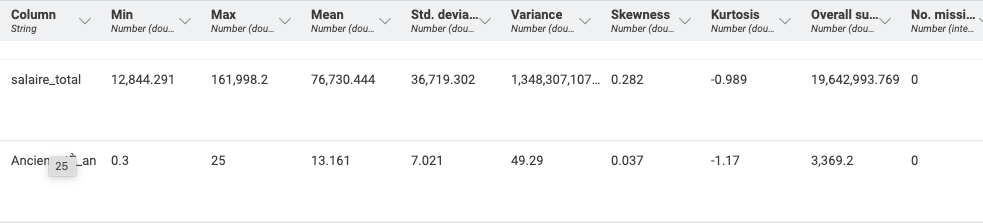 Column Min Max Mean Std. devia... Variance Skewness Kurtosis Overall su... No. missi...
String Number (dou... Number (dou... Number (dou... Number (dou... Number (dou... Number (dou... Number (dou... Number (dou... Number (inte...
salaire_total 12,844.291 161,998.2 76,730.444 36,719.302 1,348,307,107... 0.282 -0.989 19,642,993.769 0
0.3 25 13.161 7.021 49.29 0.037 -1.17 3,369.2 0
25